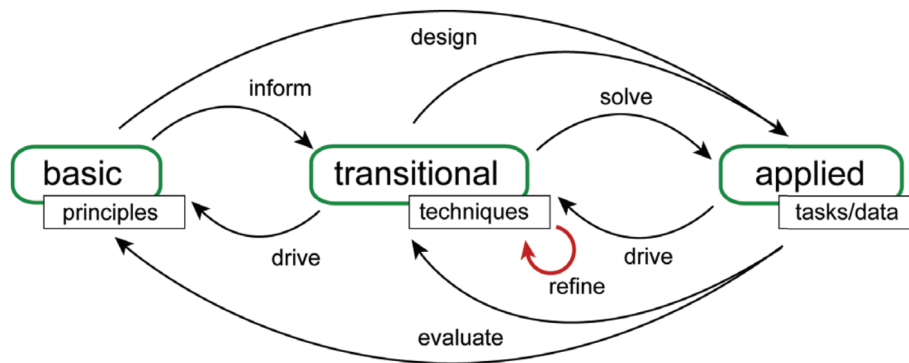 design
inform
solve
basic
transitional
applied
principles
techniques
tasks/data
drive
drive
refine
evaluate